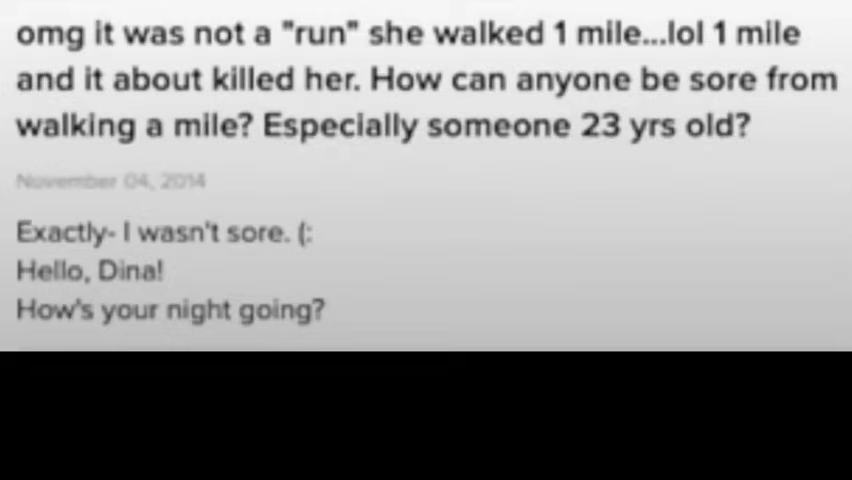 omg it was not a "run" she walked 1 mile...lol 1 mile
and it about killed her. How can anyone be sore from
walking a mile? Especially someone 23 yrs old?
November 04, 2014
Exactly- I wasn't sore. (:
Hello, Dina!
How's your night going?